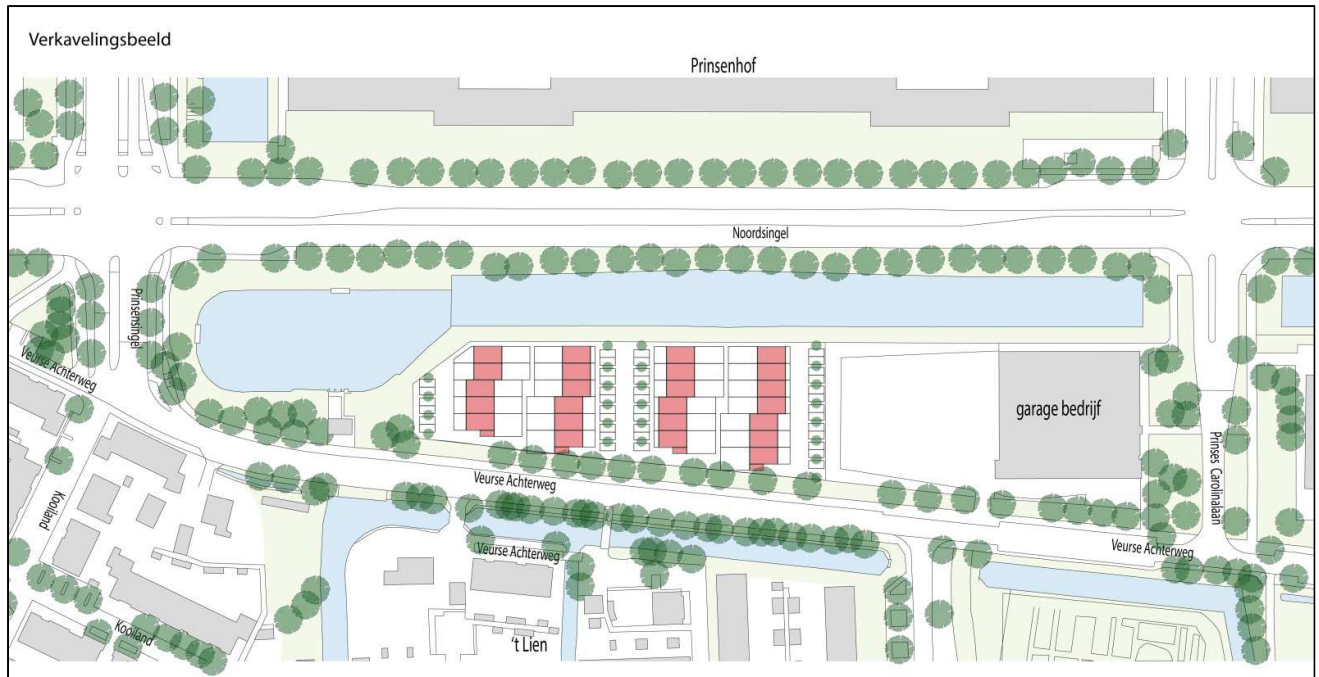 Verkavelingsbeeld
Prinsenhof
Noordsingel
Prinsensingel
Veurse Achterweg
garage bedrijf
Kooiland
Veurse Achterweg
Prinses Carolinalaan
Veurse Achterweg
Veurse Achterweg
Kooiland
't Lien